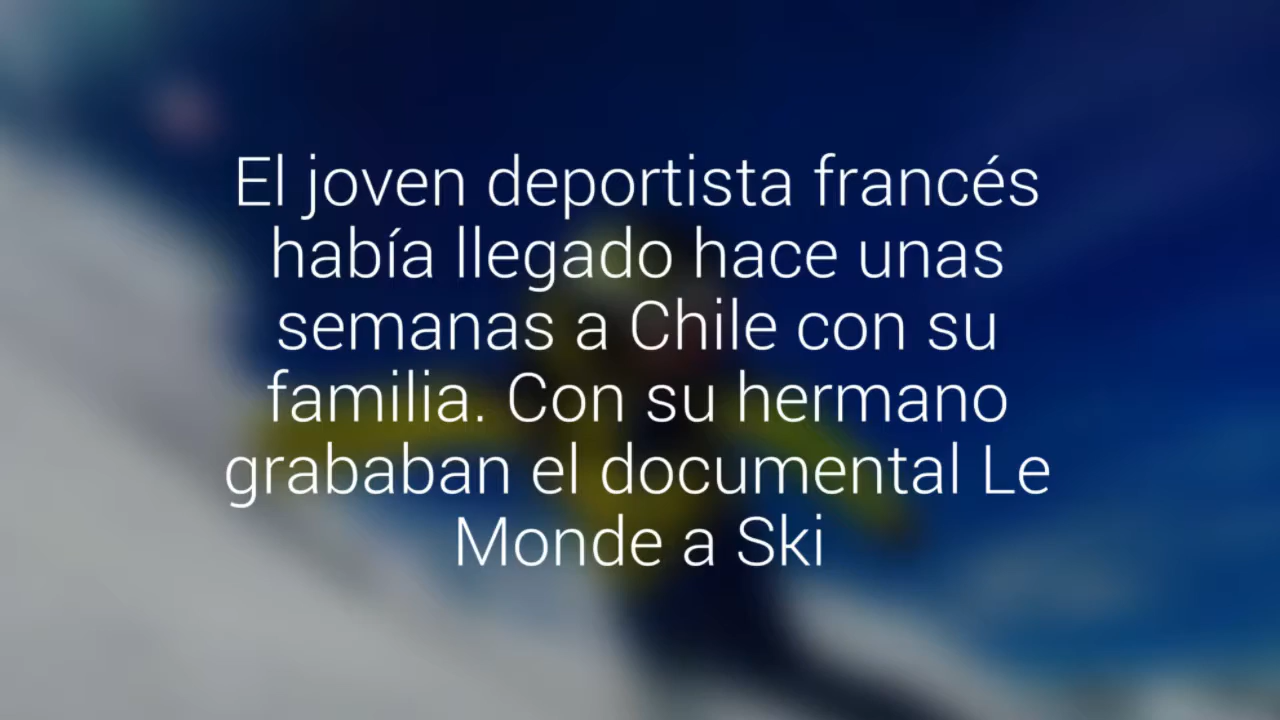 El joven deportista francés
había llegado hace unas
semanas a Chile con su
familia. Con su hermano
grababan el documental Le
Monde a Ski